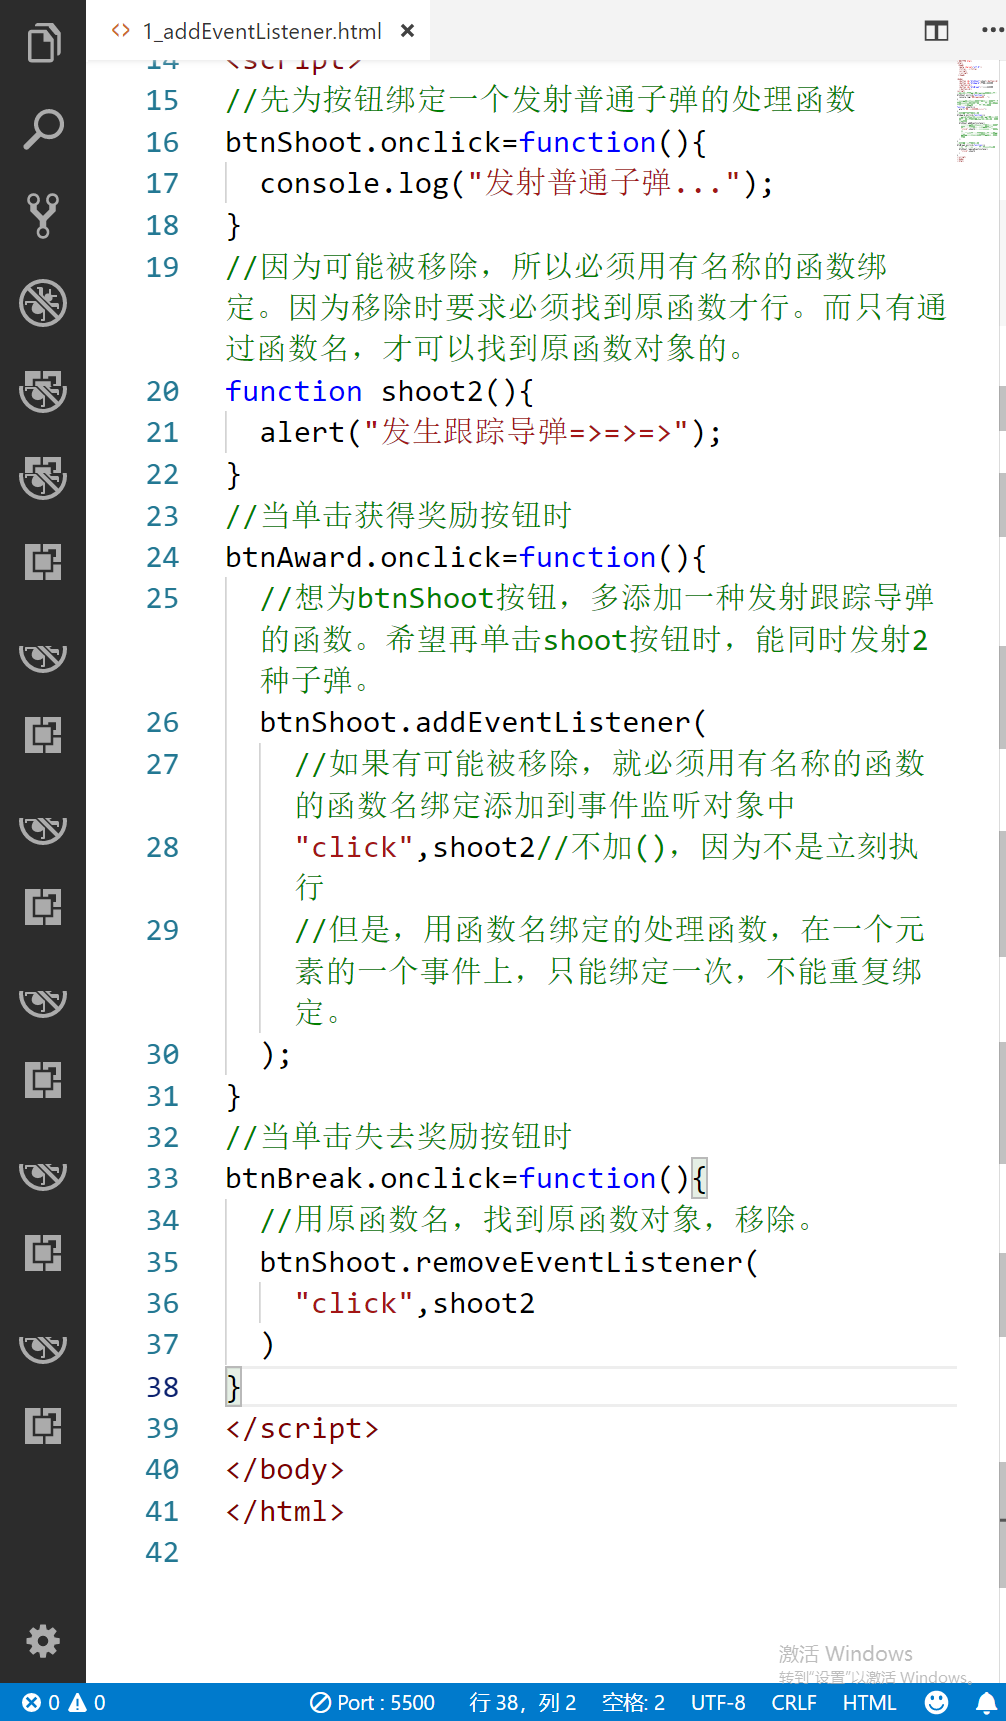 1_addEventListener.html
14 <script>
15 //先为按钮绑定一个发射普通子弹的处理函数
16 btnShoot.onclick=function(){
17 console.log("发射普通子弹...");
18 }
19 //因为可能被移除，所以必须用有名称的函数绑
定。因为移除时要求必须找到原函数才行。而只有通
过函数名，才可以找到原函数对象的。
20 function shoot2(){
21 alert("发生跟踪导弹=>=>=>");
22 }
23 //当单击获得奖励按钮时
24 btnAward.onclick=function(){
25 //想为btnShoot按钮，多添加一种发射跟踪导弹
的函数。希望再单击shoot按钮时，能同时发射2
种子弹。
26 btnShoot.addEventListener(
27 //如果有可能被移除，就必须用有名称的函数
的函数名绑定添加到事件监听对象中
28 "click",shoot2//不加()，因为不是立刻执
行
29 //但是，用函数名绑定的处理函数，在一个元
素的一个事件上，只能绑定一次，不能重复绑
定。
30 );
31 }
32 //当单击失去奖励按钮时
33 btnBreak.onclick=function(){
34 //用原函数名，找到原函数对象，移除。
35 btnShoot.removeEventListener(
36 "click",shoot2
37 )
38 }
39 </script>
40 </body>
41 </html>
42
激活 Windows
转到"设置"以激活 Windows。
0 0 Port : 5500 行 38，列 2 空格: 2 UTF-8 CRLF HTML